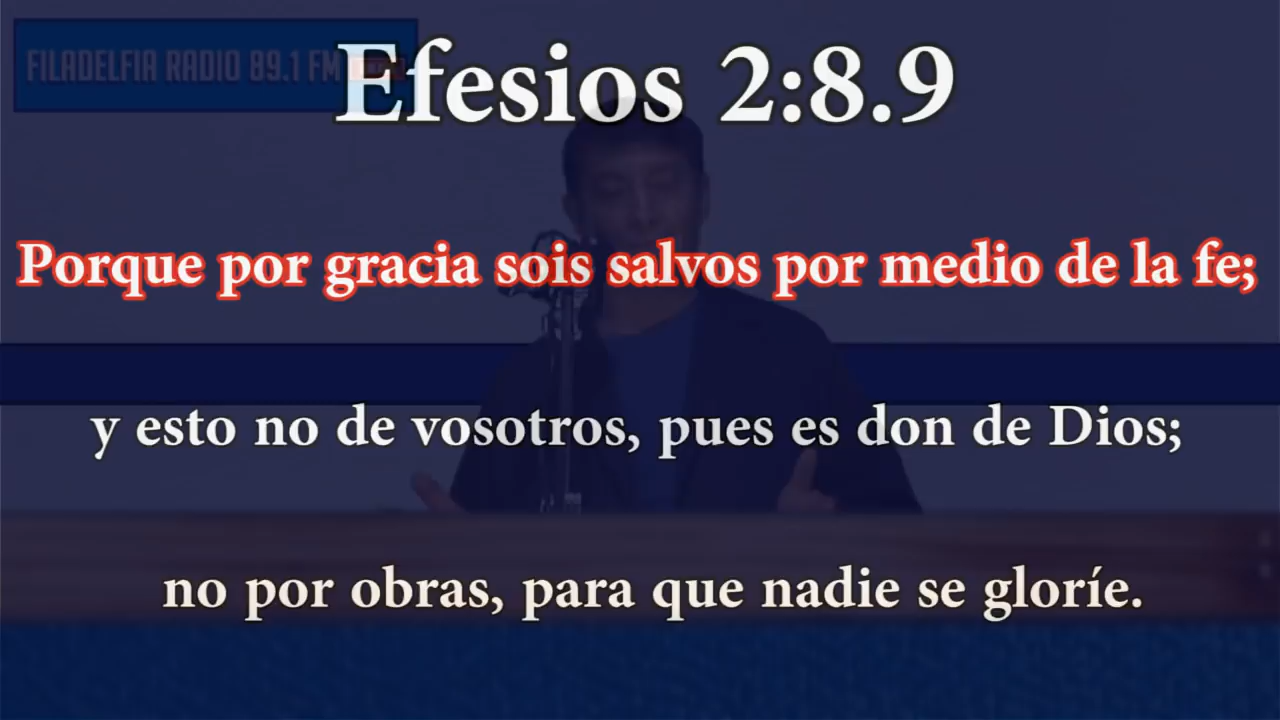 FILADELFIA RADIO 89.1 FM
Efesios 2:8.9
Porque por gracia sois salvos por medio de la fe;
y esto no de vosotros, pues es don de Dios;
no por obras, para que nadie se gloríe.